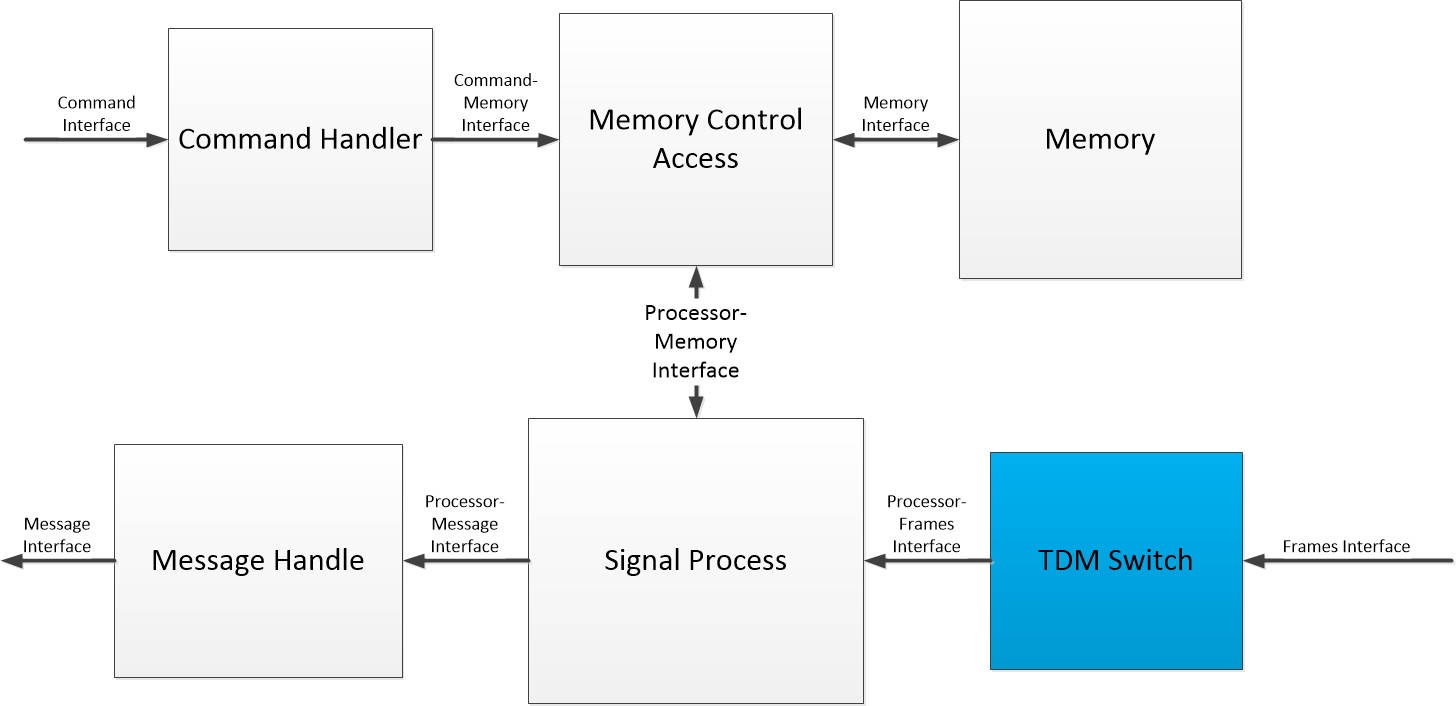 Command
Interface
Command Handler
Command-
Memory
Interface
Memory Control
Access
Memory
Interface
Memory
Processor-
Memory
Interface
Message
Interface
Message Handle
Processor-
Message
Interface
Signal Process
Processor-
Frames
Interface
TDM Switch
Frames Interface